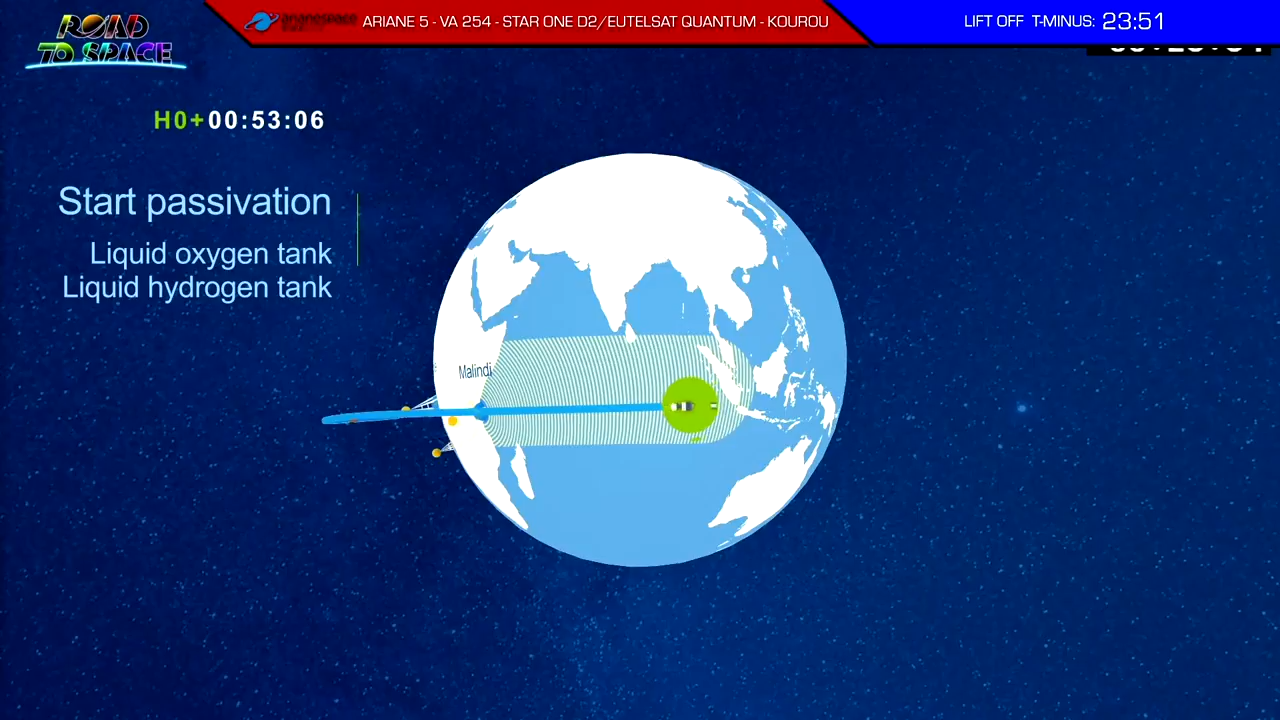 ROAD
TO SPACE
arianespace
ARIANE 5 - VA 254 - STAR ONE D2/EUTELSAT QUANTUM - KOUROU
LIFT OFF T-MINUS: 23:51
H0+00:53:06
Start passivation
Liquid oxygen tank
Liquid hydrogen tank
Malindi